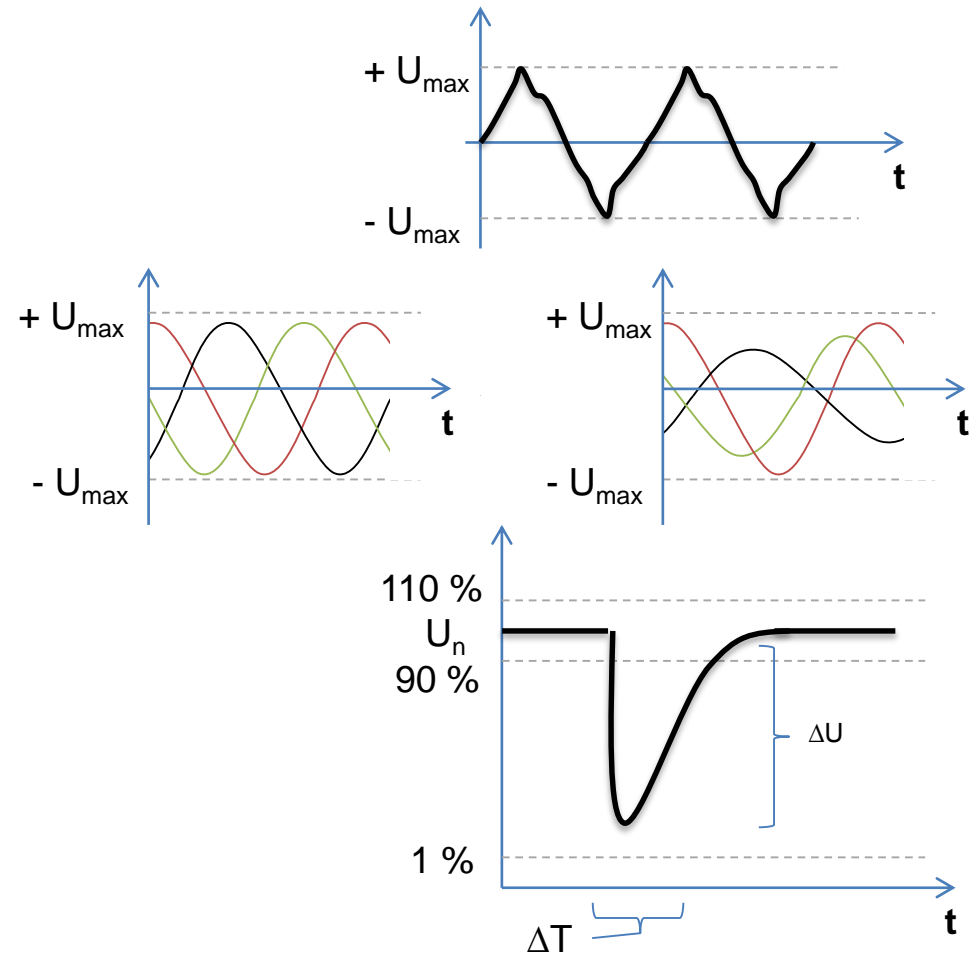 + Umax
t
- Umax
+ Umax
t
- Umax
+ Umax
t
- Umax
110 %
Un
90 %
ΔU
1 %
t
ΔT